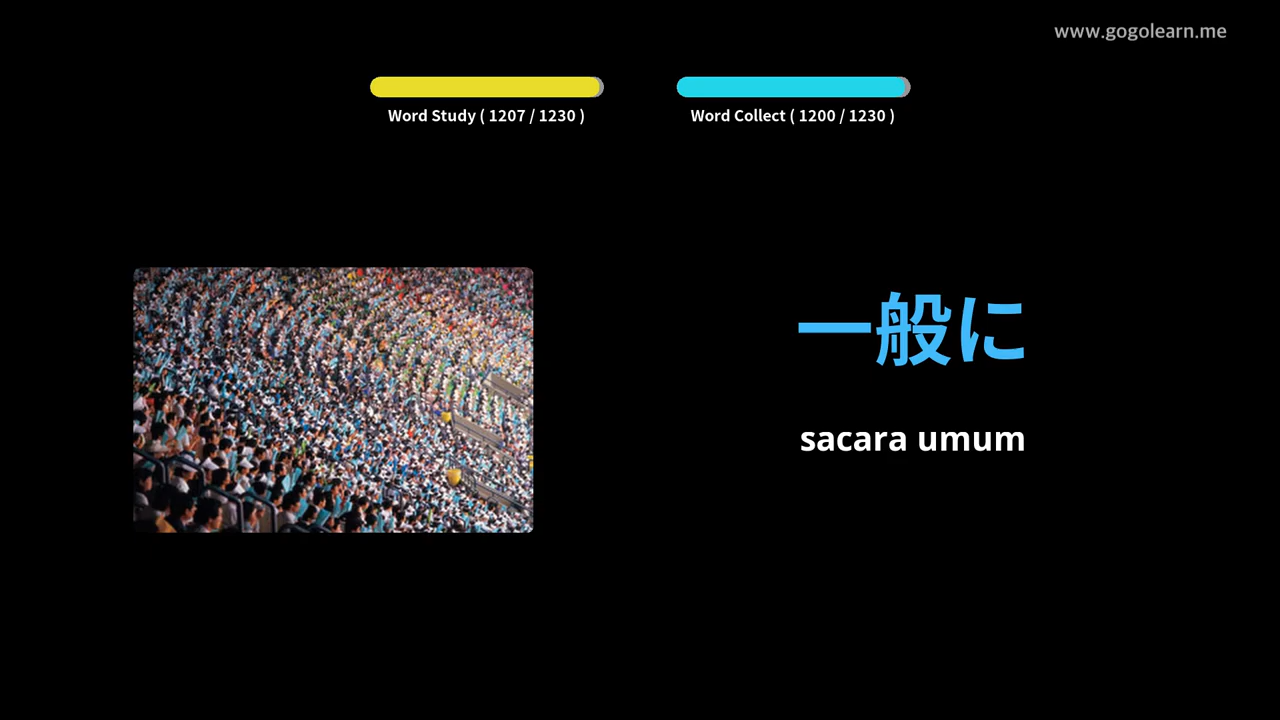 www.gogolearn.me
Word Study ( 1207 / 1230 )
Word Collect ( 1200 / 1230 )
一般に
sacara umum